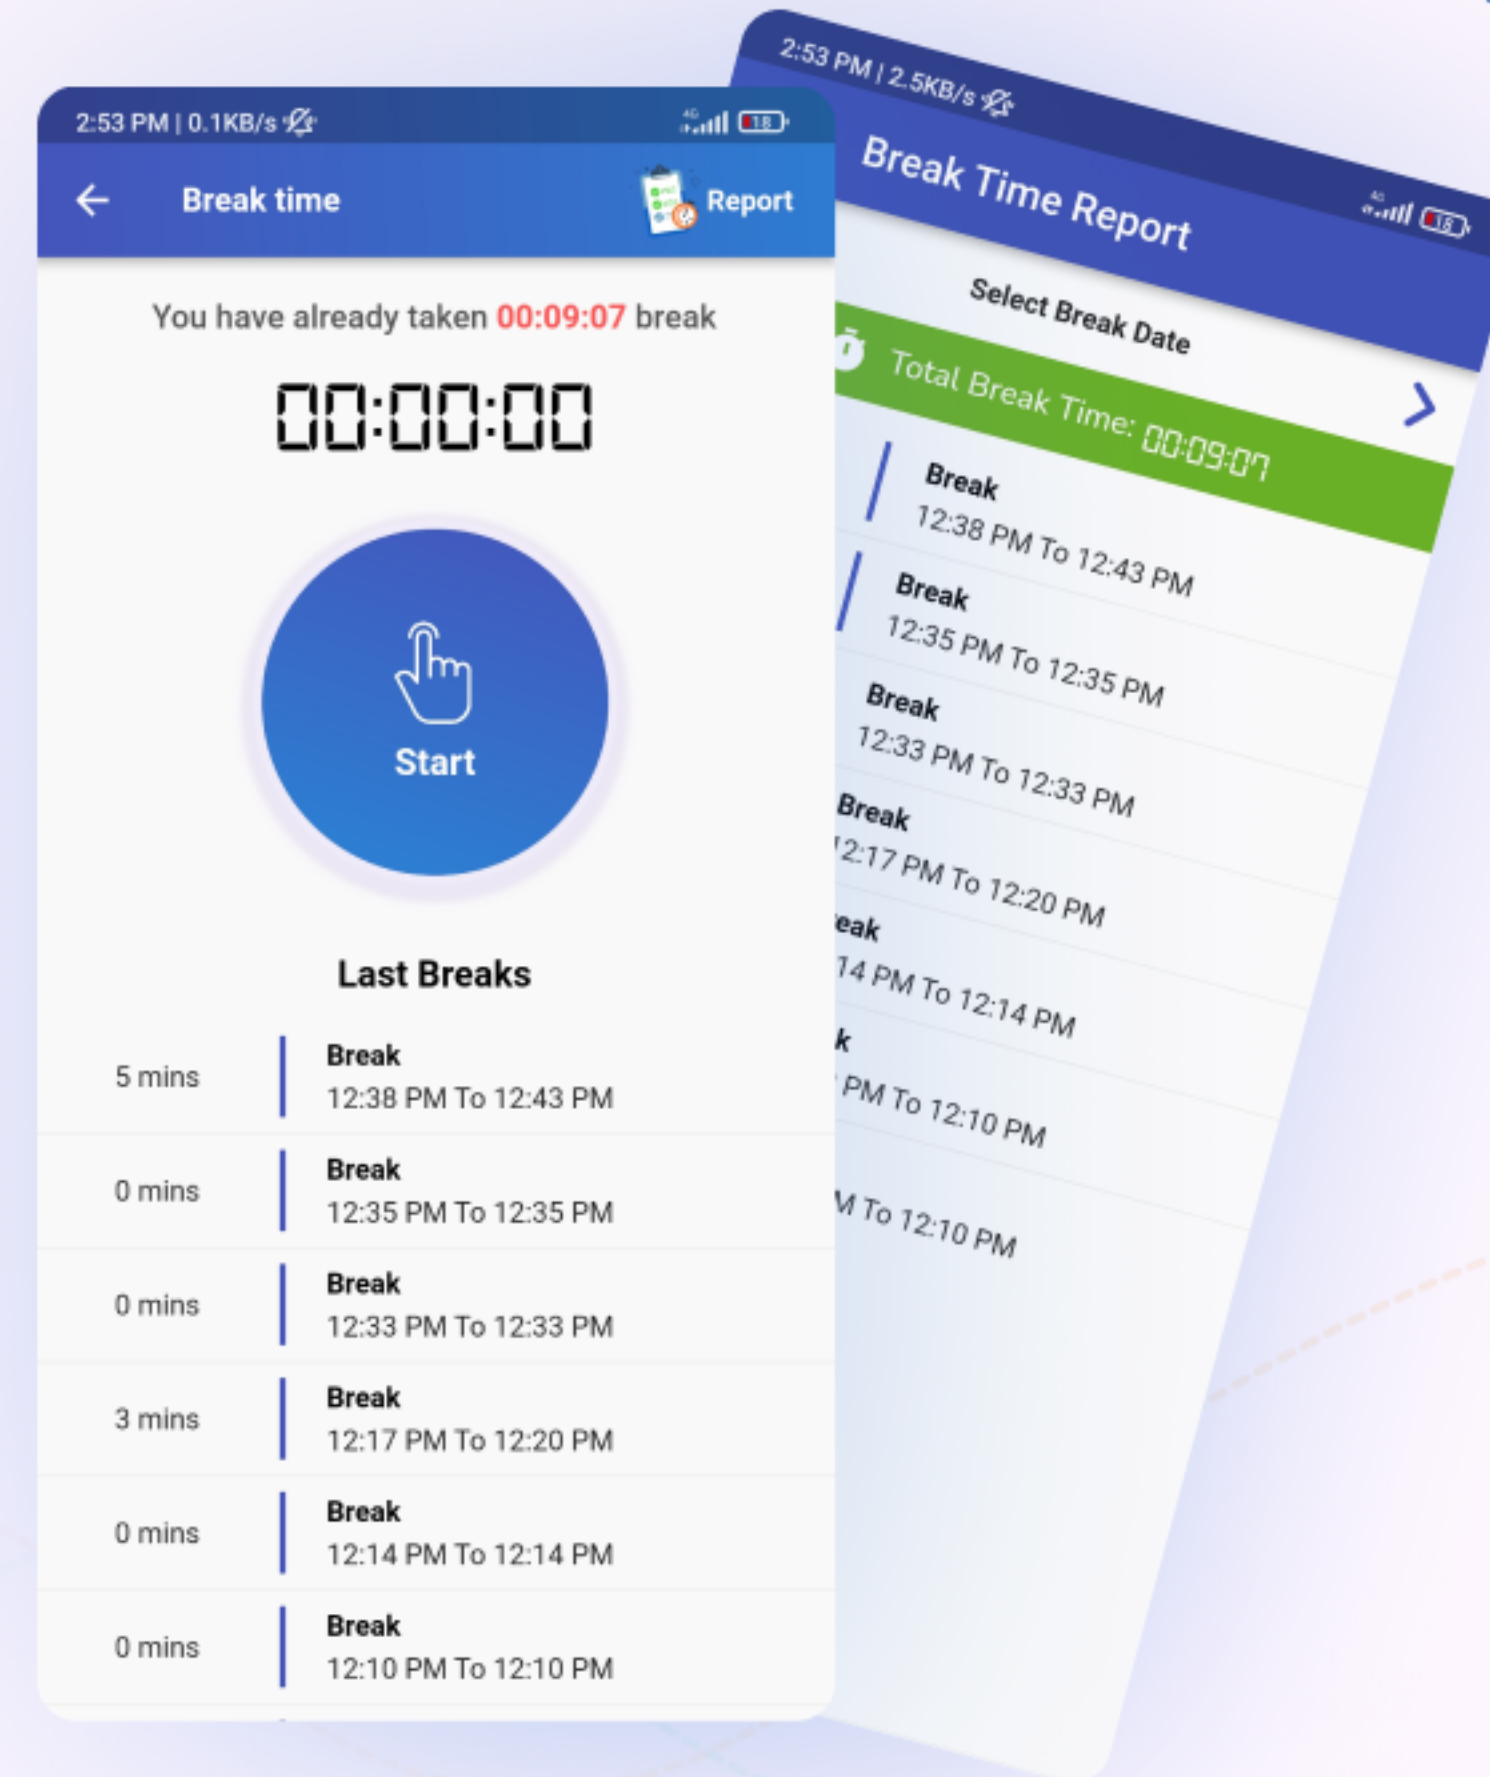 2:53 PM | 0.1KB/s
4G
18
Break time
Report
You have already taken 00:09:07 break
00:00:00
Start
Last Breaks
5 mins
Break
12:38 PM To 12:43 PM
0 mins
Break
12:35 PM To 12:35 PM
0 mins
Break
12:33 PM To 12:33 PM
3 mins
Break
12:17 PM To 12:20 PM
0 mins
Break
12:14 PM To 12:14 PM
0 mins
Break
12:10 PM To 12:10 PM
2:53 PM | 2.5KB/s
4G
18
Break Time Report
Select Break Date
Total Break Time: 00:09:07
Break
12:38 PM To 12:43 PM
Break
12:35 PM To 12:35 PM
Break
12:33 PM To 12:33 PM
Break
12:17 PM To 12:20 PM
eak
14 PM To 12:14 PM
k
PM To 12:10 PM
M To 12:10 PM